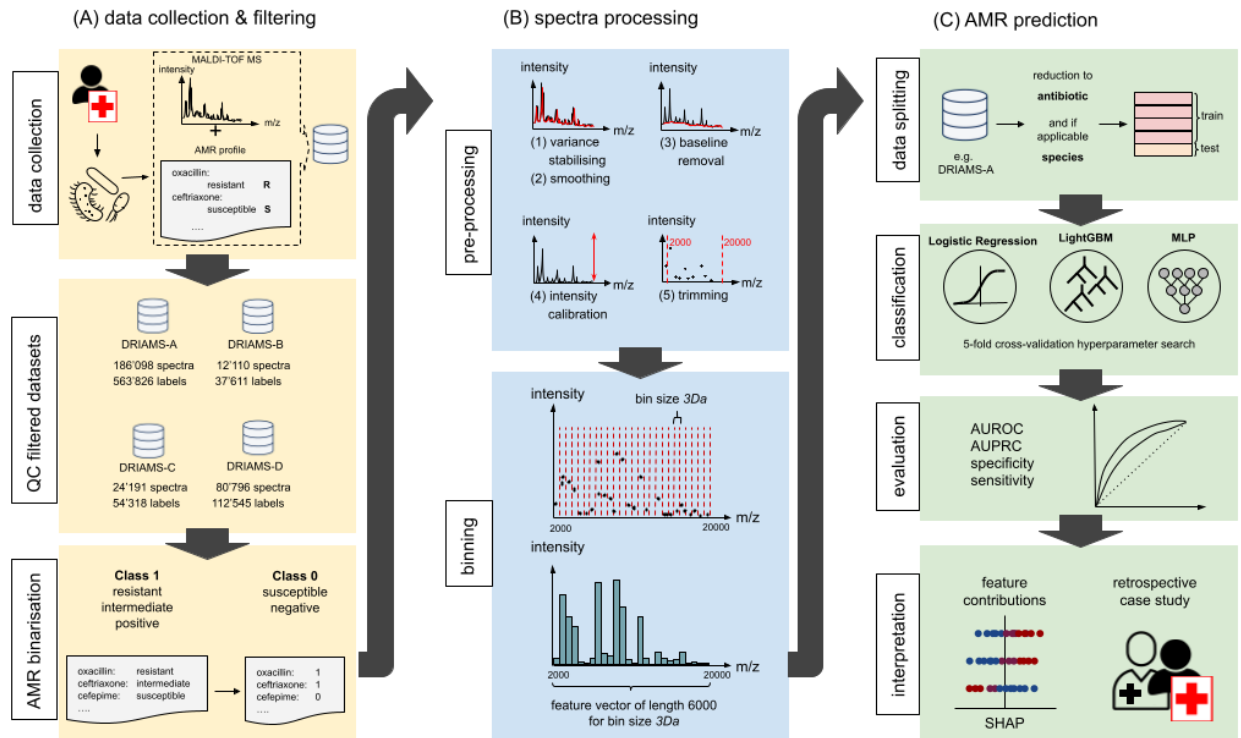 (A) data collection & filtering
data collection
MALDI-TOF MS
intensity
m/z
+
AMR profile
oxacillin:
resistant R
ceftriaxone:
susceptible S
....
QC filtered datasets
DRIAMS-A
186'098 spectra
563'826 labels
DRIAMS-B
12'110 spectra
37'611 labels
DRIAMS-C
24'191 spectra
54'318 labels
DRIAMS-D
80'796 spectra
112'545 labels
AMR binarisation
Class 1
resistant
intermediate
positive
Class 0
susceptible
negative
oxacillin: resistant
ceftriaxone: intermediate
cefepime: susceptible
....
oxacillin: 1
ceftriaxone: 1
cefepime: 0
....
(B) spectra processing
pre-processing
intensity
m/z
(1) variance
stabilising
(2) smoothing
intensity
m/z
(3) baseline
removal
intensity
m/z
(4) intensity
calibration
intensity
2000
20000
m/z
(5) trimming
binning
intensity
bin size 3Da
2000
20000
m/z
intensity
2000
20000
m/z
feature vector of length 6000
for bin size 3Da
(C) AMR prediction
data splitting
e.g.
DRIAMS-A
reduction to
antibiotic
and if
applicable
species
train
test
classification
Logistic Regression
LightGBM
MLP
5-fold cross-validation hyperparameter search
evaluation
AUROC
AUPRC
specificity
sensitivity
interpretation
feature
contributions
SHAP
retrospective
case study